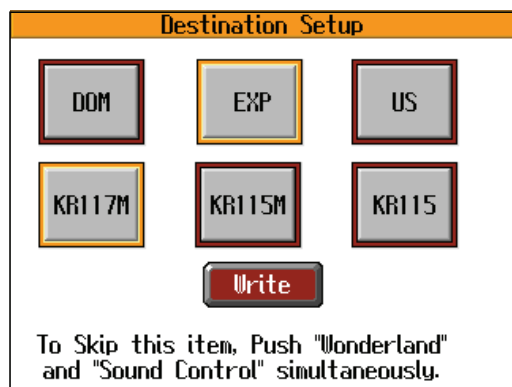 Destination Setup
DOM EXP US
KR117M KR115M KR115
Write
To Skip this item, Push "Wonderland"
and "Sound Control" simultaneously.